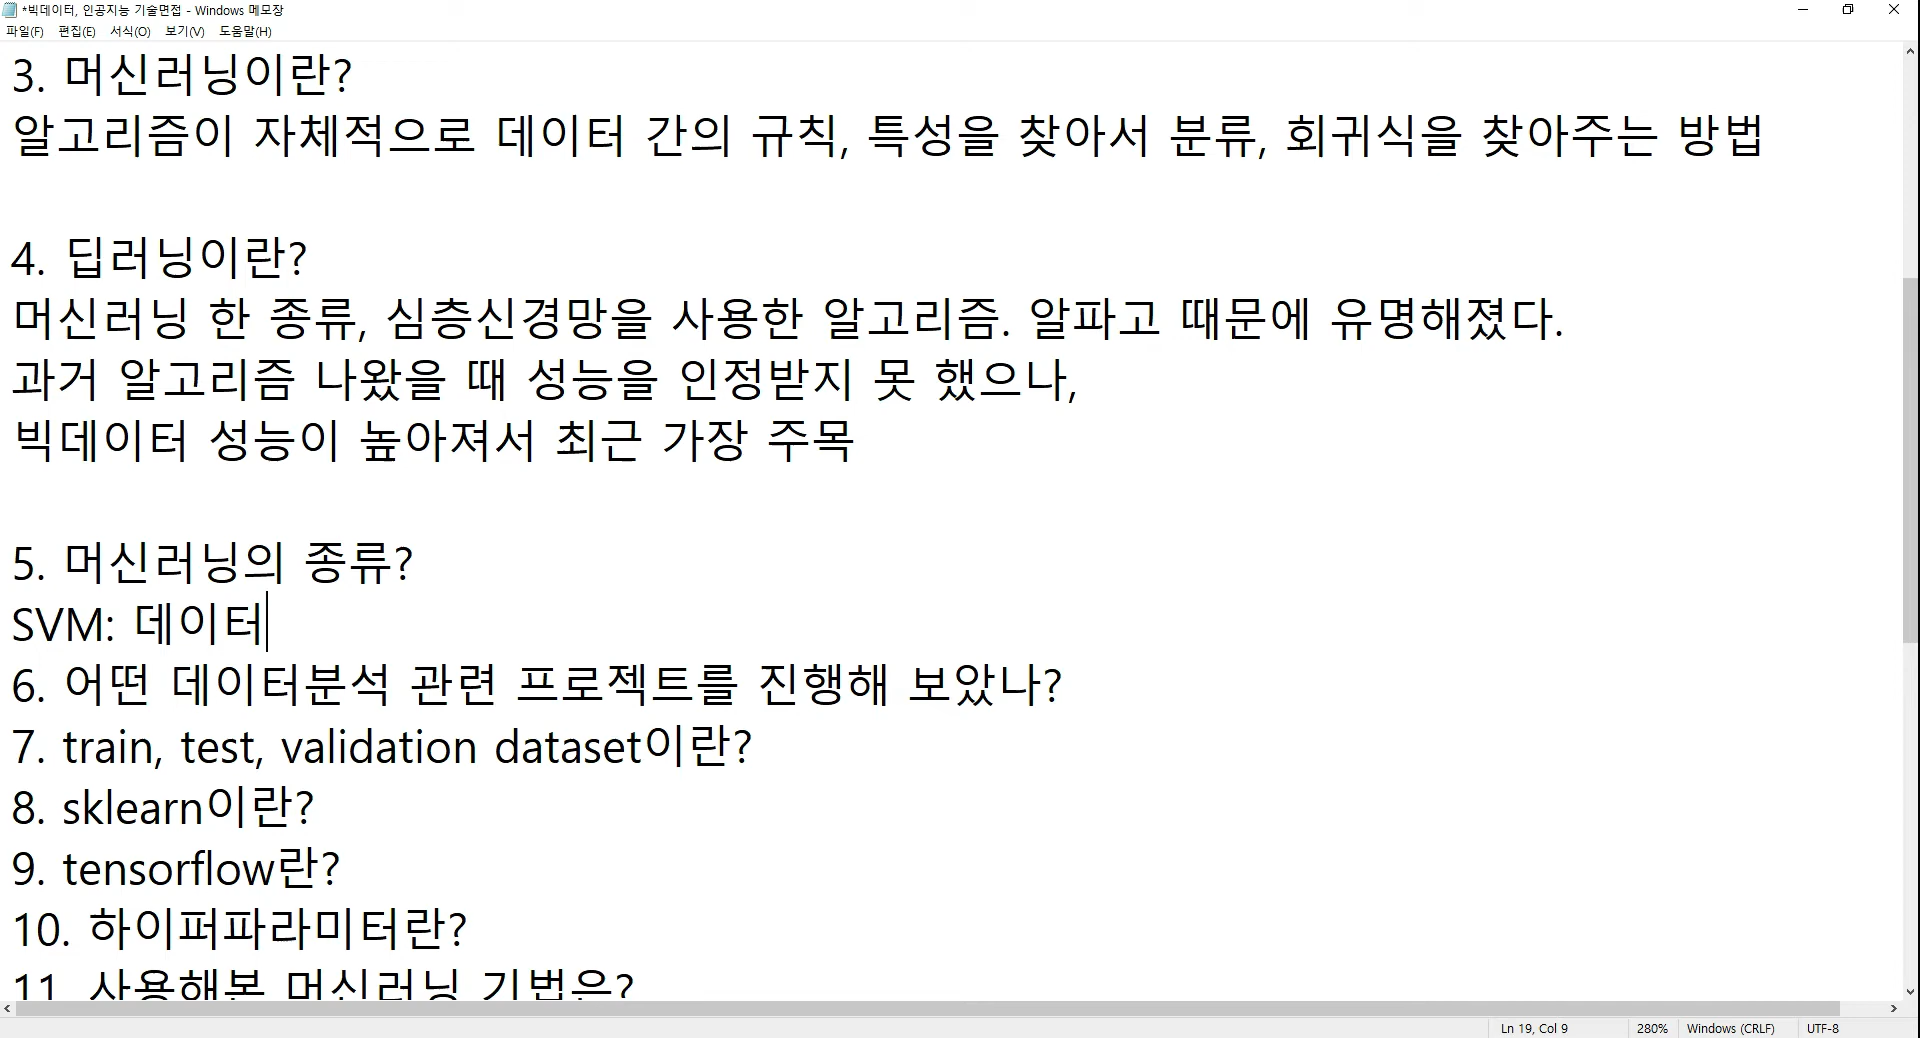 *빅데이터, 인공지능 기술면접 - Windows 메모장
파일(F) 편집(E) 서식(O) 보기(V) 도움말(H)
3. 머신러닝이란?
알고리즘이 자체적으로 데이터 간의 규칙, 특성을 찾아서 분류, 회귀식을 찾아주는 방법
4. 딥러닝이란?
머신러닝 한 종류, 심층신경망을 사용한 알고리즘. 알파고 때문에 유명해졌다.
과거 알고리즘 나왔을 때 성능을 인정받지 못 했으나,
빅데이터 성능이 높아져서 최근 가장 주목
5. 머신러닝의 종류?
SVM: 데이터
6. 어떤 데이터분석 관련 프로젝트를 진행해 보았나?
7. train, test, validation dataset이란?
8. sklearn이란?
9. tensorflow란?
10. 하이퍼파라미터란?
11. 사용해본 머신러닝 기법은?
Ln 19, Col 9 280% Windows (CRLF) UTF-8